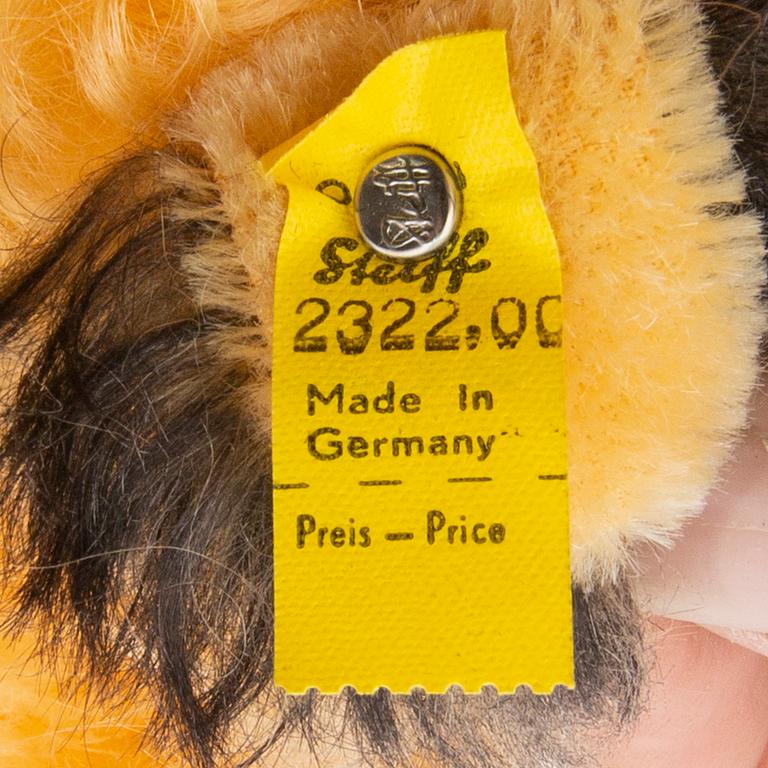 Steiff
2322,00
Made In
Germany
Preis – Price